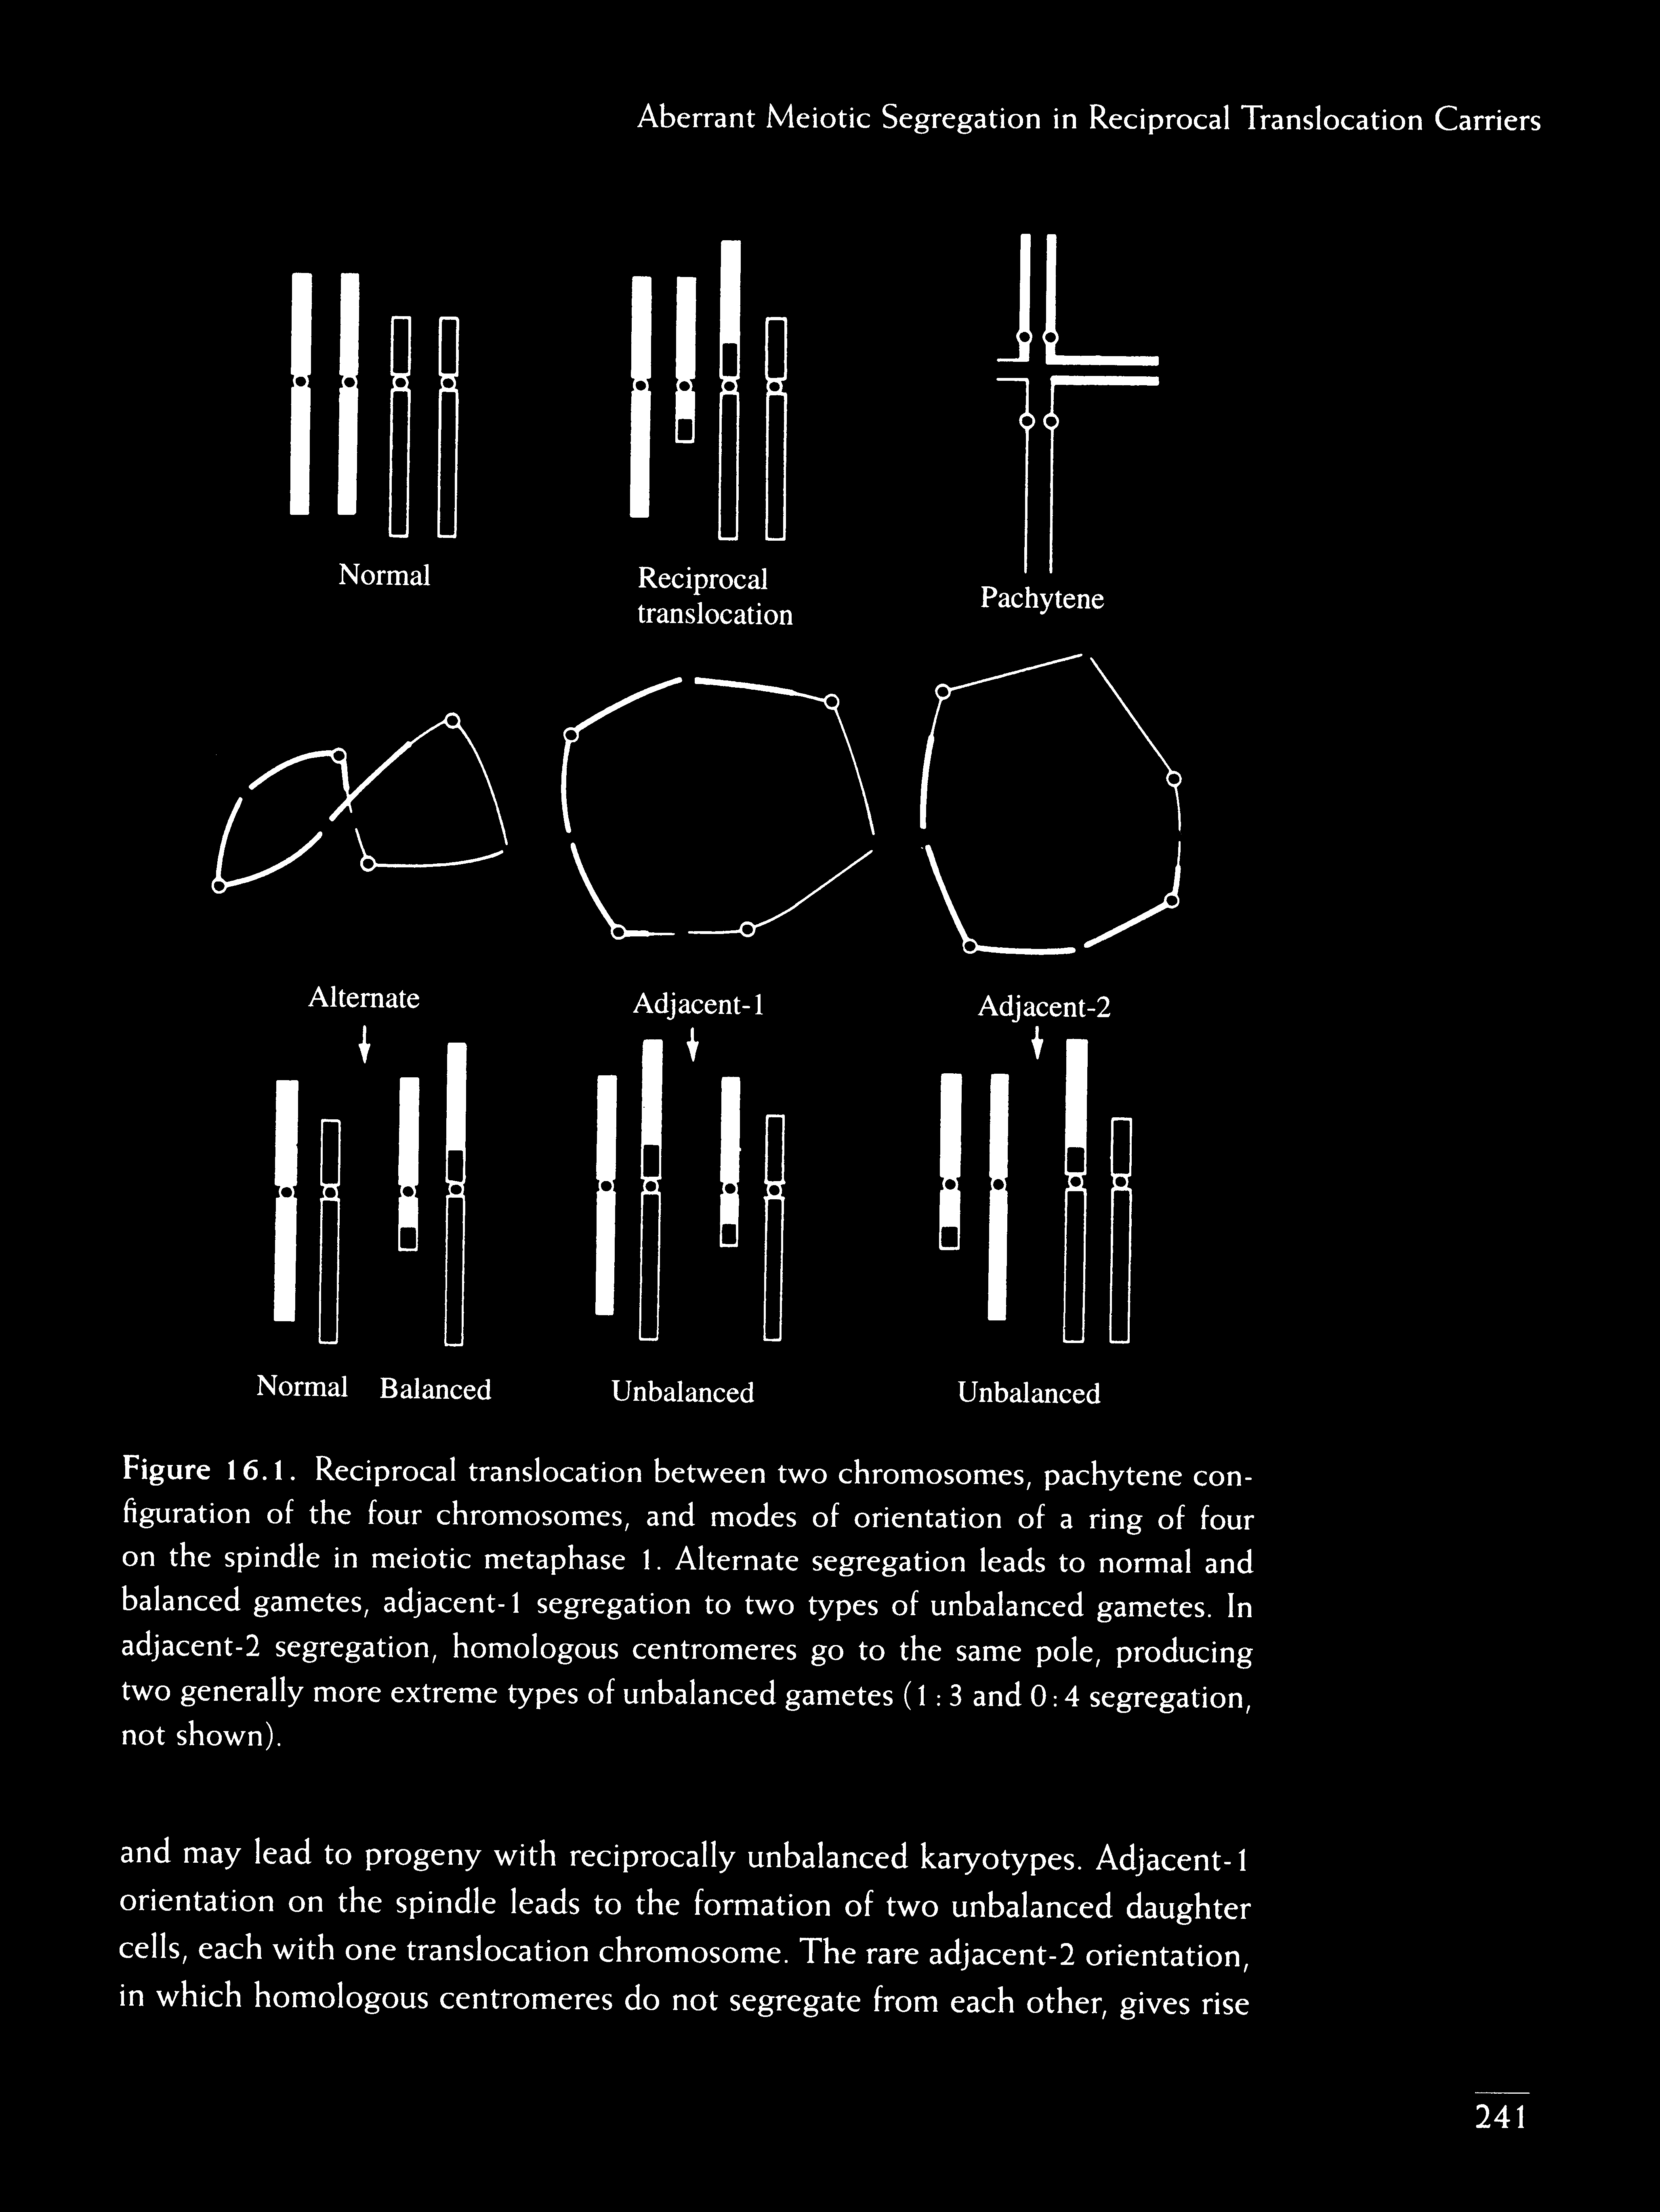 Aberrant Meiotic Segregation in Reciprocal Translocation Carriers
Normal
Reciprocal
translocation
Pachytene
Alternate
Adjacent-1
Adjacent-2
Normal Balanced
Unbalanced
Unbalanced
Figure 16.1. Reciprocal translocation between two chromosomes, pachytene con-
figuration of the four chromosomes, and modes of orientation of a ring of four
on the spindle in meiotic metaphase 1. Alternate segregation leads to normal and
balanced gametes, adjacent-1 segregation to two types of unbalanced gametes. In
adjacent-2 segregation, homologous centromeres go to the same pole, producing
two generally more extreme types of unbalanced gametes (1 : 3 and 0 : 4 segregation,
not shown).
and may lead to progeny with reciprocally unbalanced karyotypes. Adjacent-1
orientation on the spindle leads to the formation of two unbalanced daughter
cells, each with one translocation chromosome. The rare adjacent-2 orientation,
in which homologous centromeres do not segregate from each other, gives rise
241